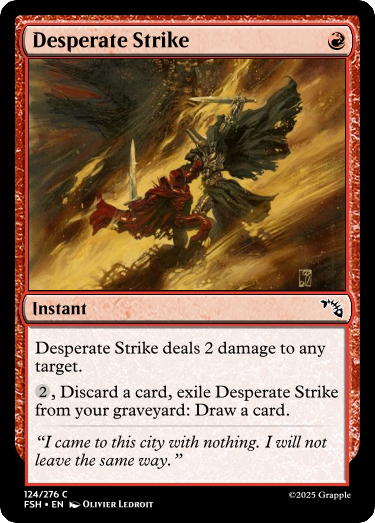 Desperate Strike
Instant
Desperate Strike deals 2 damage to any
target.
2, Discard a card, exile Desperate Strike
from your graveyard: Draw a card.
“I came to this city with nothing. I will not
leave the same way.”
124/276 C
FSH • EN Olivier Ledroit
©2025 Grapple